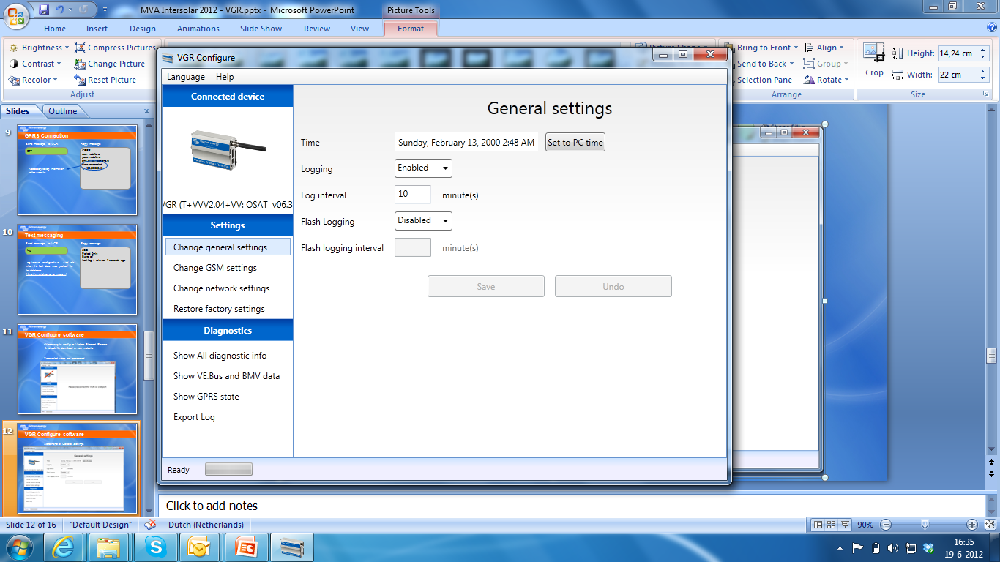 MVA Intersolar 2012 - VGR.pptx - Microsoft PowerPoint
Picture Tools
Home Insert Design Animations Slide Show Review View Format
Brightness Compress Pictures
Contrast Change Picture
Recolor Reset Picture
Adjust
Bring to Front Align
Send to Back Group
Selection Pane Rotate
Arrange
Crop
Height: 14,24 cm
Width: 22 cm
Size
Slides Outline x
9
GPRS Connection
10
Text messaging
11
VGR Configure software
12
VGR Configure software
Screenshot of General Settings
VGR Configure
Language Help
Connected device
VGR (T+VVV2.04+VV: OSAT v06.3
Settings
Change general settings
Change GSM settings
Change network settings
Restore factory settings
Diagnostics
Show All diagnostic info
Show VE.Bus and BMV data
Show GPRS state
Export Log
General settings
Time Sunday, February 13, 2000 2:48 AM Set to PC time
Logging Enabled
Log interval 10 minute(s)
Flash Logging Disabled
Flash logging interval minute(s)
Save Undo
Ready
Click to add notes
Slide 12 of 16 "Default Design" Dutch (Netherlands) 90%
16:35
19-6-2012